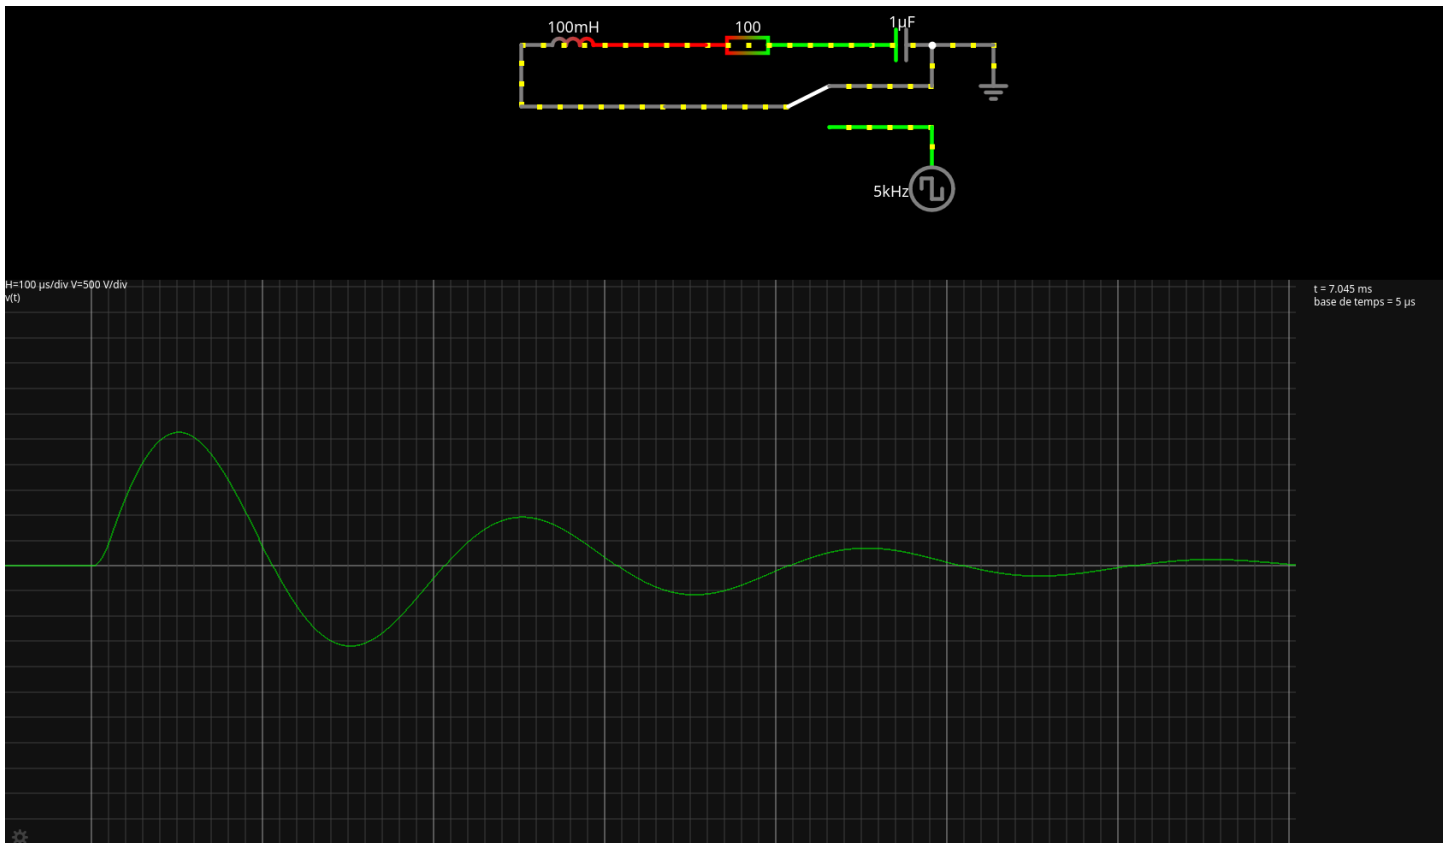 100mH
100
1µF
5kHz
H=100 µs/div V=500 V/div
v(t)
t = 7.045 ms
base de temps = 5 µs